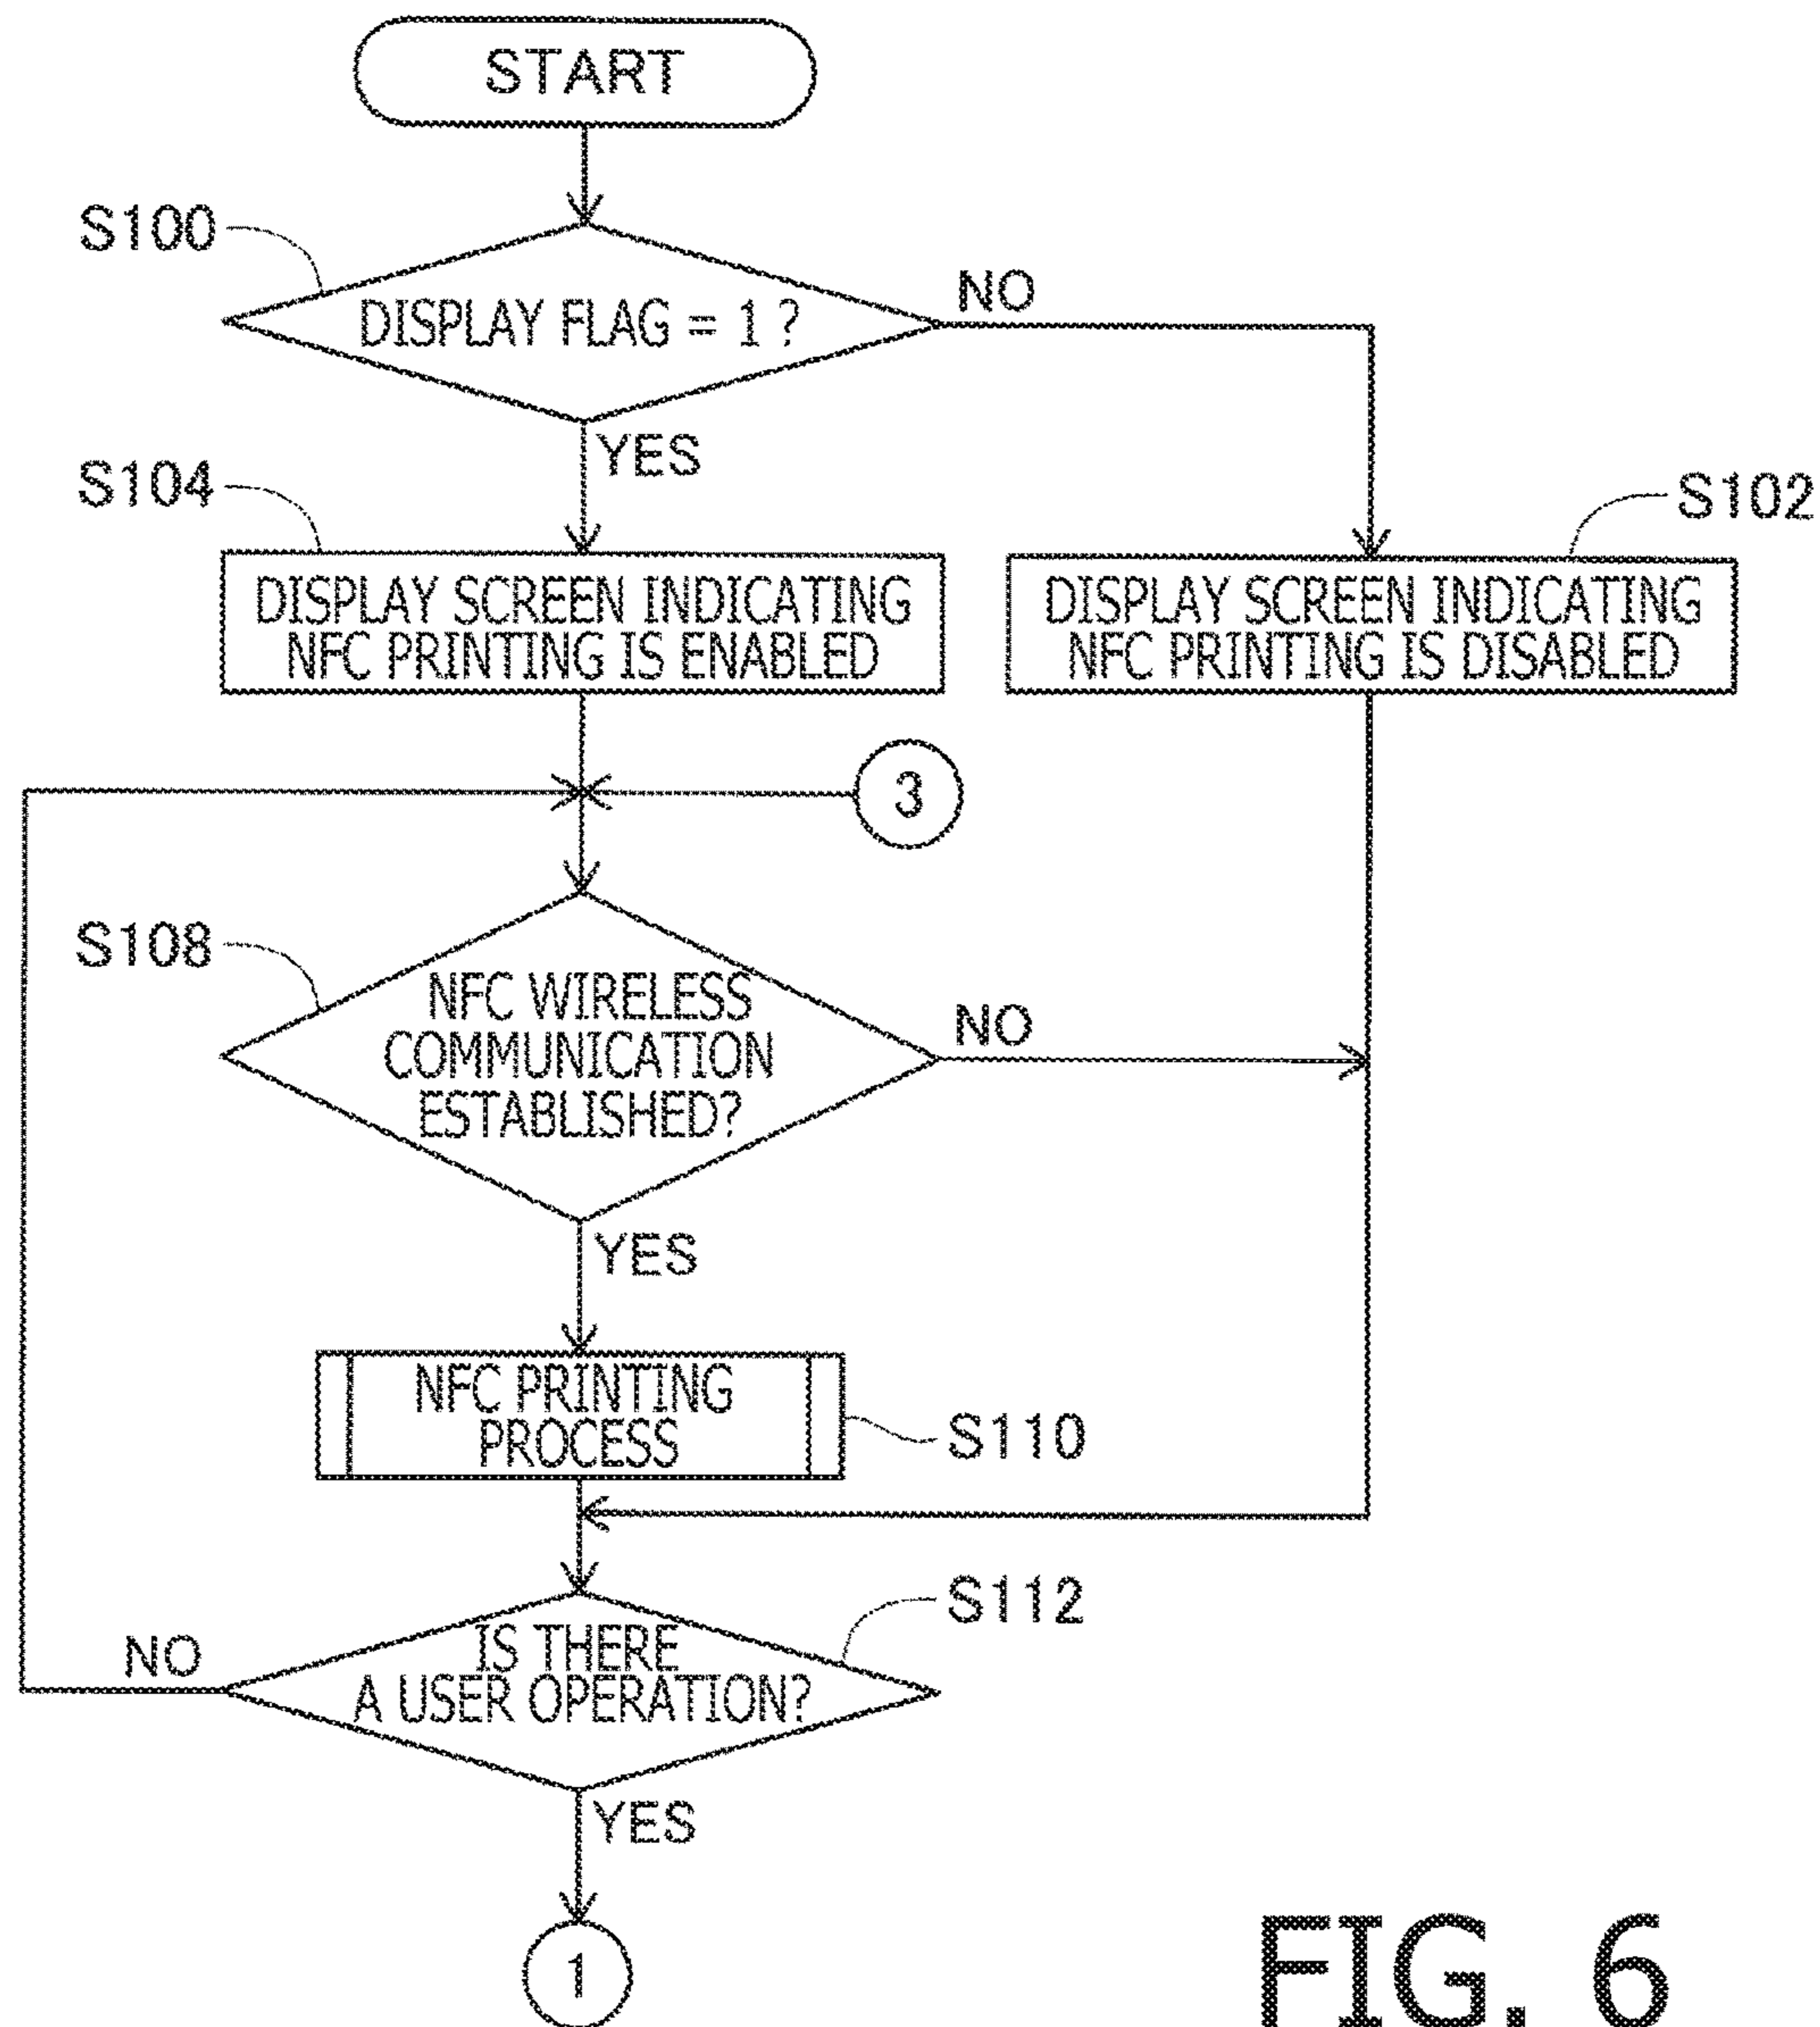 START
S100
DISPLAY FLAG = 1 ?
NO
YES
S104
S102
DISPLAY SCREEN INDICATING
NFC PRINTING IS ENABLED
DISPLAY SCREEN INDICATING
NFC PRINTING IS DISABLED
3
S108
NFC WIRELESS
COMMUNICATION
ESTABLISHED?
NO
YES
NFC PRINTING
PROCESS
S110
S112
IS THERE
A USER OPERATION?
NO
YES
1
FIG. 6